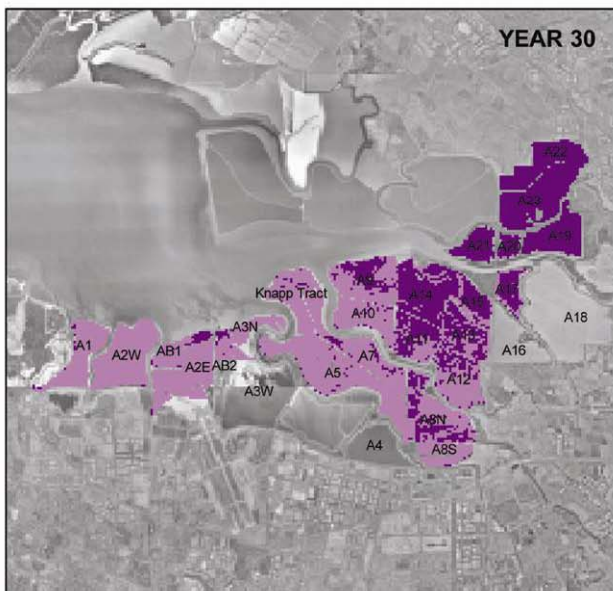 YEAR 30
A22
A23
A19
A21
A20
A9
Knapp Tract
A14
A15
A17
A10
A18
A3N
A1
A2W
AB1
A11
A13
A16
A7
A2E
AB2
A5
A12
A3W
A8N
A4
A8S